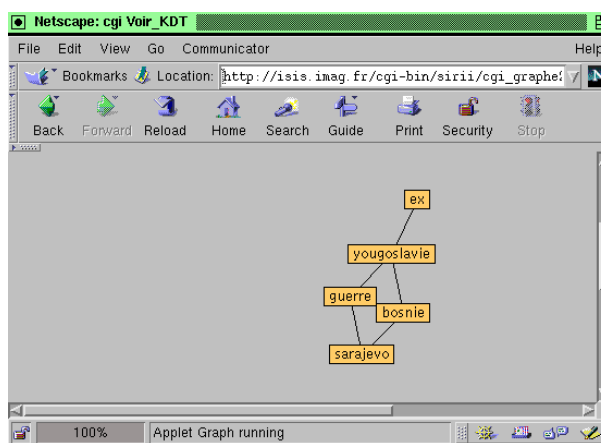 Netscape: cgi Voir_KDT
File Edit View Go Communicator Help
Bookmarks Location: http://isis.imag.fr/cgi-bin/sirii/cgi_graphe
Back Forward Reload Home Search Guide Print Security Stop
ex
yougoslavie
guerre
bosnie
sarajevo
100% Applet Graph running